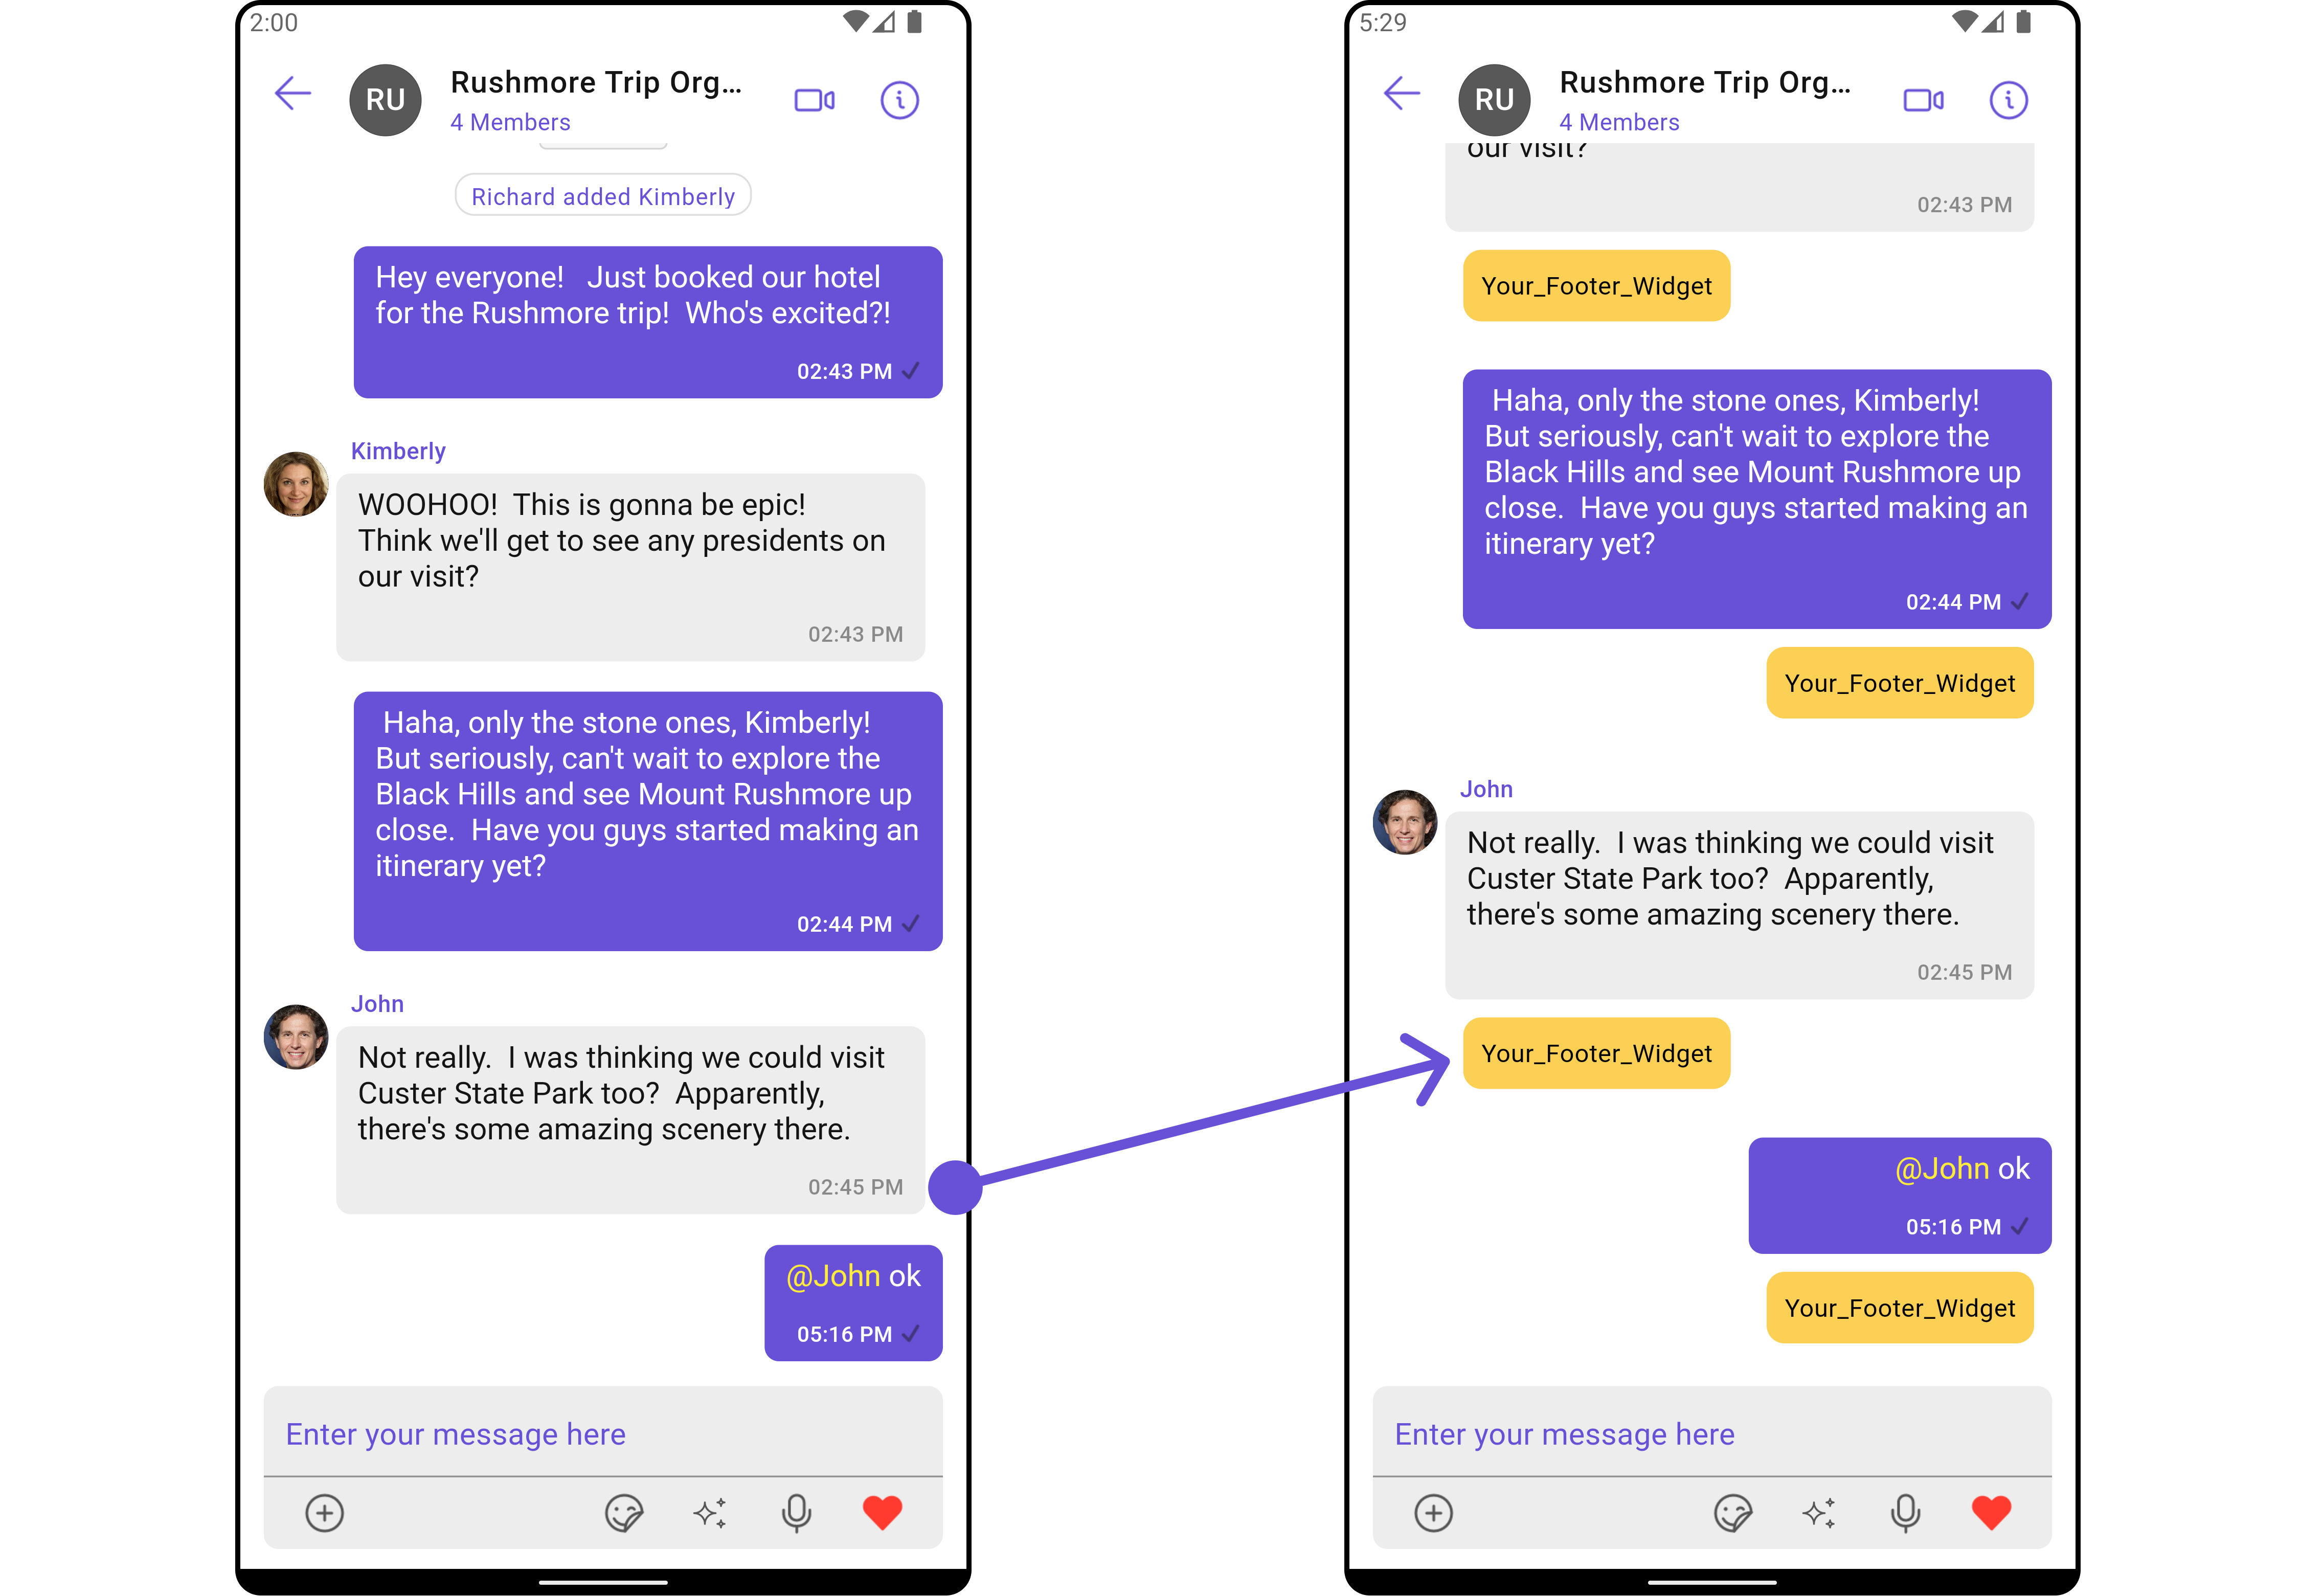 2:00
RU
Rushmore Trip Org...
4 Members
Richard added Kimberly
Hey everyone!   Just booked our hotel
for the Rushmore trip!  Who's excited?!
02:43 PM
Kimberly
WOOHOO!  This is gonna be epic!
Think we'll get to see any presidents on
our visit?
02:43 PM
Haha, only the stone ones, Kimberly!
But seriously, can't wait to explore the
Black Hills and see Mount Rushmore up
close.  Have you guys started making an
itinerary yet?
02:44 PM
John
Not really.  I was thinking we could visit
Custer State Park too?  Apparently,
there's some amazing scenery there.
02:45 PM
@John ok
05:16 PM
Enter your message here
5:29
RU
Rushmore Trip Org...
4 Members
our visit?
02:43 PM
Your_Footer_Widget
Haha, only the stone ones, Kimberly!
But seriously, can't wait to explore the
Black Hills and see Mount Rushmore up
close.  Have you guys started making an
itinerary yet?
02:44 PM
Your_Footer_Widget
John
Not really.  I was thinking we could visit
Custer State Park too?  Apparently,
there's some amazing scenery there.
02:45 PM
Your_Footer_Widget
@John ok
05:16 PM
Your_Footer_Widget
Enter your message here